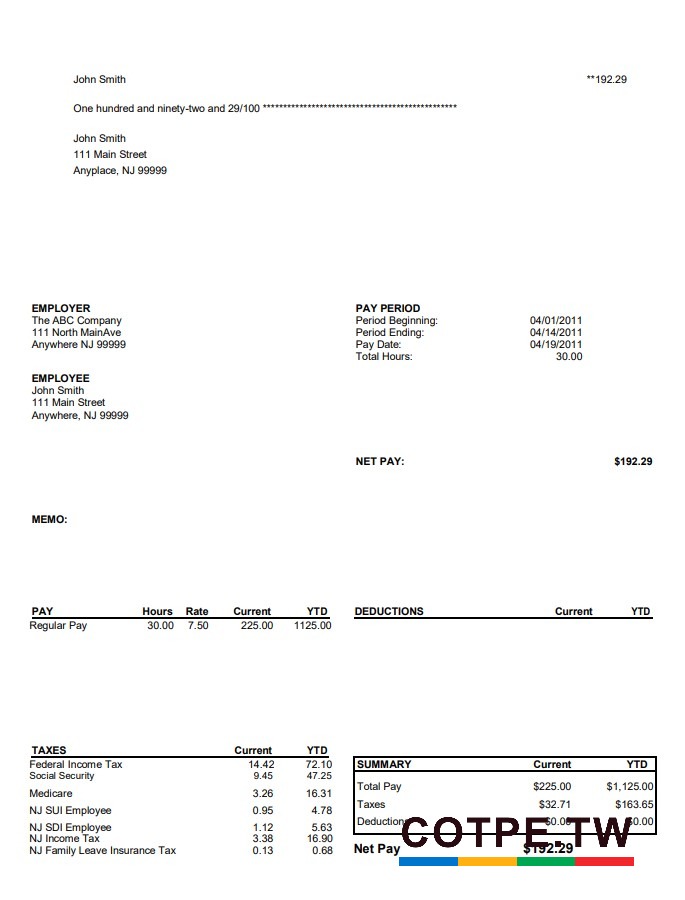 John Smith **192.29
One hundred and ninety-two and 29/100 ************************************************
John Smith
111 Main Street
Anyplace, NJ 99999
EMPLOYER
The ABC Company
111 North MainAve
Anywhere NJ 99999
PAY PERIOD
Period Beginning: 04/01/2011
Period Ending: 04/14/2011
Pay Date: 04/19/2011
Total Hours: 30.00
EMPLOYEE
John Smith
111 Main Street
Anywhere, NJ 99999
NET PAY: $192.29
MEMO:
PAY Hours Rate Current YTD
Regular Pay 30.00 7.50 225.00 1125.00
DEDUCTIONS Current YTD
TAXES Current YTD
Federal Income Tax 14.42 72.10
Social Security 9.45 47.25
Medicare 3.26 16.31
NJ SUI Employee 0.95 4.78
NJ SDI Employee 1.12 5.63
NJ Income Tax 3.38 16.90
NJ Family Leave Insurance Tax 0.13 0.68
SUMMARY Current YTD
Total Pay $225.00 $1,125.00
Taxes $32.71 $163.65
Deductions $0.00 $0.00
Net Pay $192.29
COTPE.TW